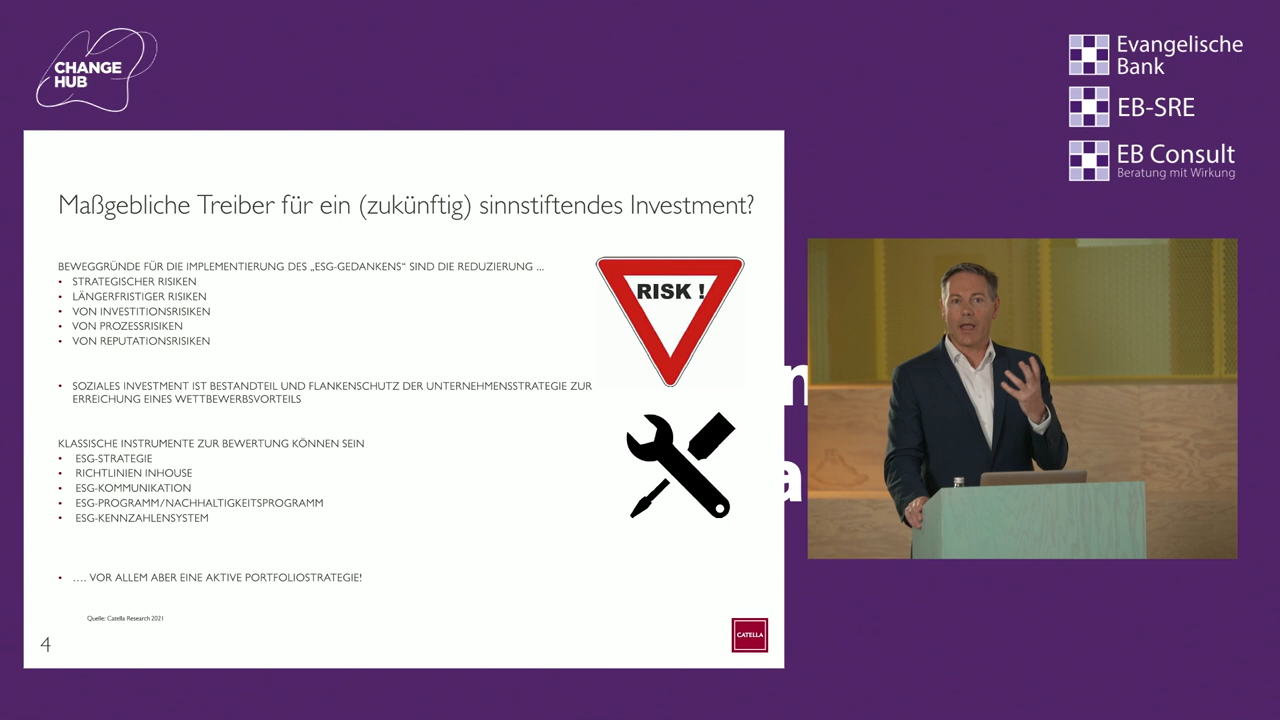 CHANGE
HUB
Evangelische
Bank
EB-SRE
EB Consult
Beratung mit Wirkung
Maßgebliche Treiber für ein (zukünftig) sinnstiftendes Investment?
BEWEGGRÜNDE FÜR DIE IMPLEMENTIERUNG DES „ESG-GEDANKENS“ SIND DIE REDUZIERUNG ...
• STRATEGISCHER RISIKEN
• LÄNGERFRISTIGER RISIKEN
• VON INVESTITIONSRISIKEN
• VON PROZESSRISIKEN
• VON REPUTATIONSRISIKEN
RISK !
• SOZIALES INVESTMENT IST BESTANDTEIL UND FLANKENSCHUTZ DER UNTERNEHMENSSTRATEGIE ZUR
ERREICHUNG EINES WETTBEWERBSVORTEILS
KLASSISCHE INSTRUMENTE ZUR BEWERTUNG KÖNNEN SEIN
• ESG-STRATEGIE
• RICHTLINIEN INHOUSE
• ESG-KOMMUNIKATION
• ESG-PROGRAMM/NACHHALTIGKEITSPROGRAMM
• ESG-KENNZAHLENSYSTEM
• …. VOR ALLEM ABER EINE AKTIVE PORTFOLIOSTRATEGIE!
Quelle: Catella Research 2021
4
CATELLA